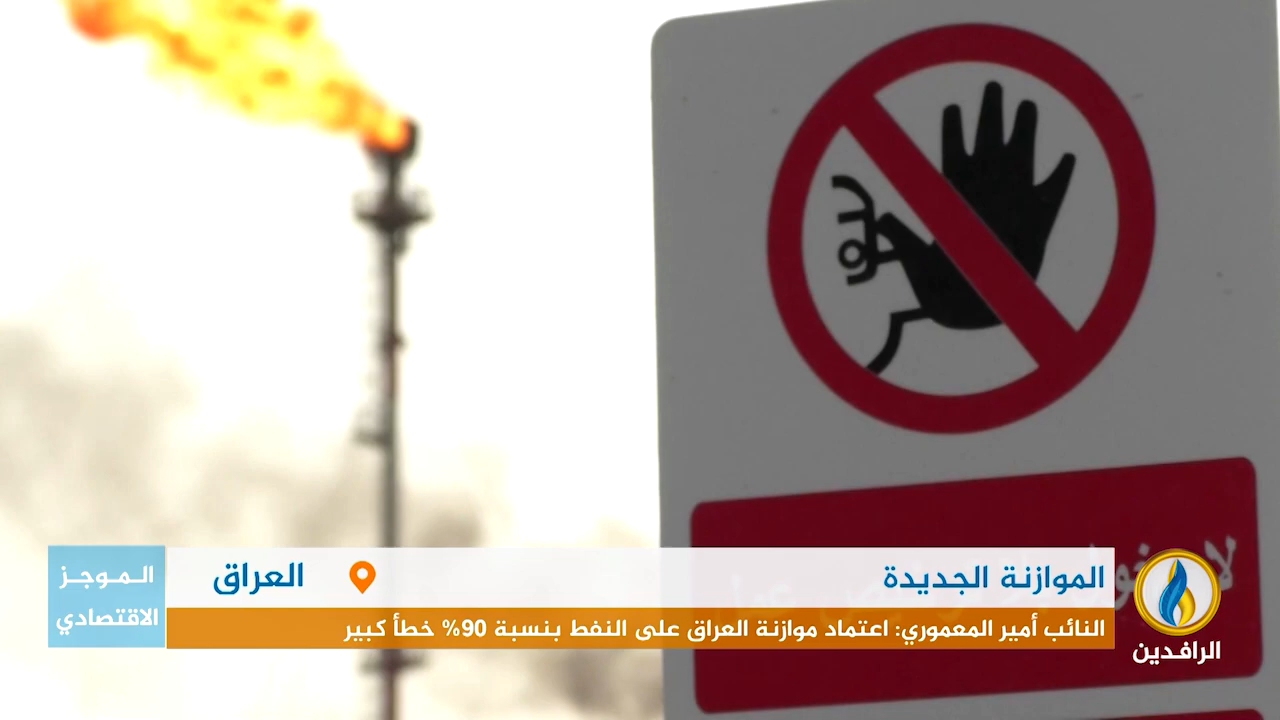 الموازنة الجديدة
العراق
النائب أمير المعموري: اعتماد موازنة العراق على النفط بنسبة 90% خطأ كبير
الموجز
الاقتصادي
الرافدين